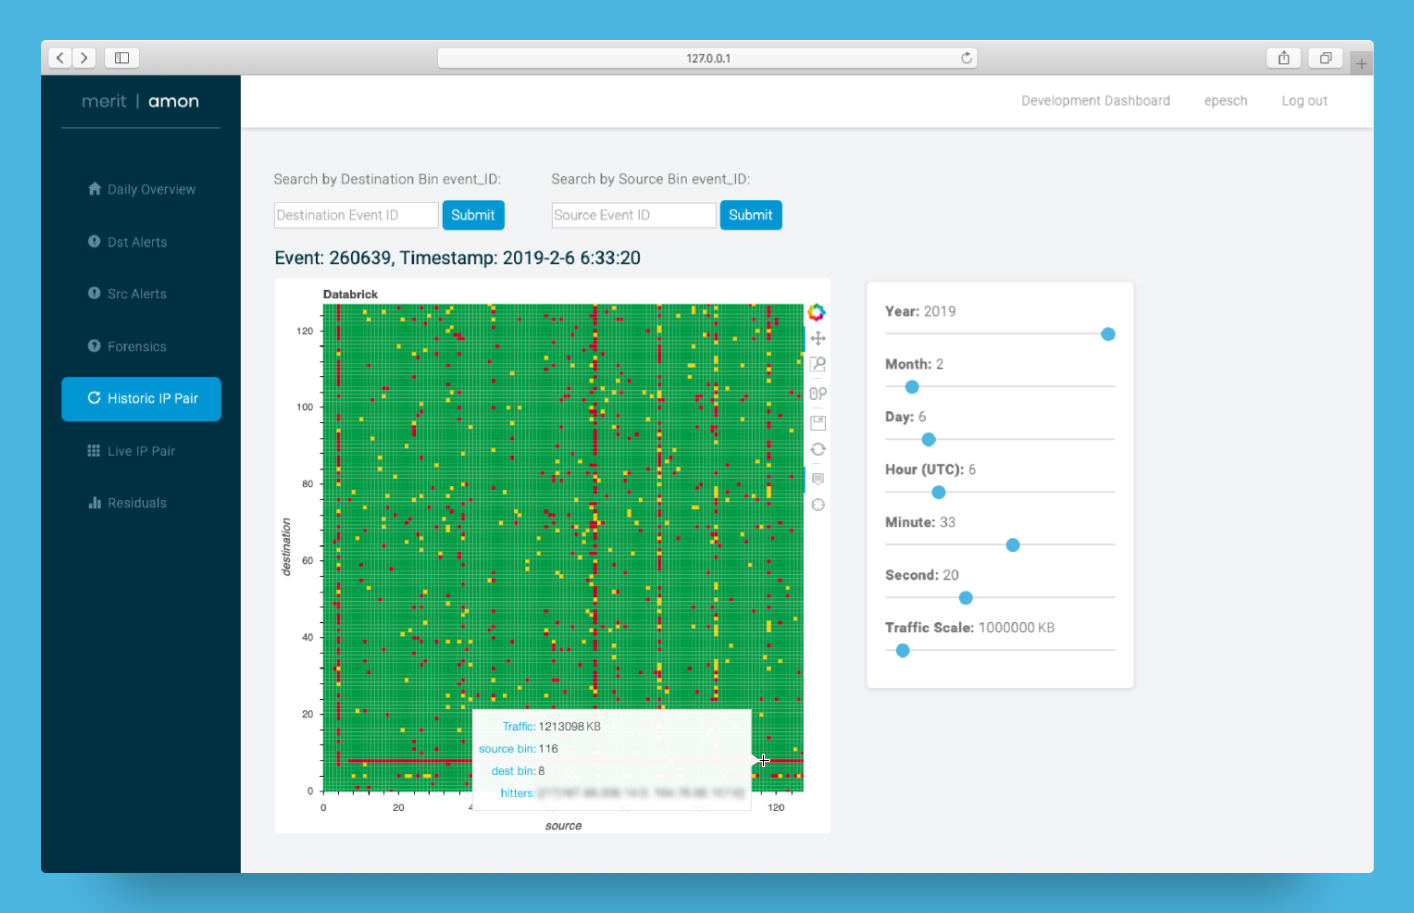 127.0.0.1
merit | amon
Development Dashboard epesch Log out
Daily Overview
Dst Alerts
Src Alerts
Forensics
Historic IP Pair
Live IP Pair
Residuals
Search by Destination Bin event_ID: Search by Source Bin event_ID:
Destination Event ID Submit Source Event ID Submit
Event: 260639, Timestamp: 2019-2-6 6:33:20
Databrick
120
100
80
60
40
20
0
destination
0 20 4 120
source
Traffic: 1213098 KB
source bin: 116
dest bin: 8
hitters:
Year: 2019
Month: 2
Day: 6
Hour (UTC): 6
Minute: 33
Second: 20
Traffic Scale: 1000000 KB